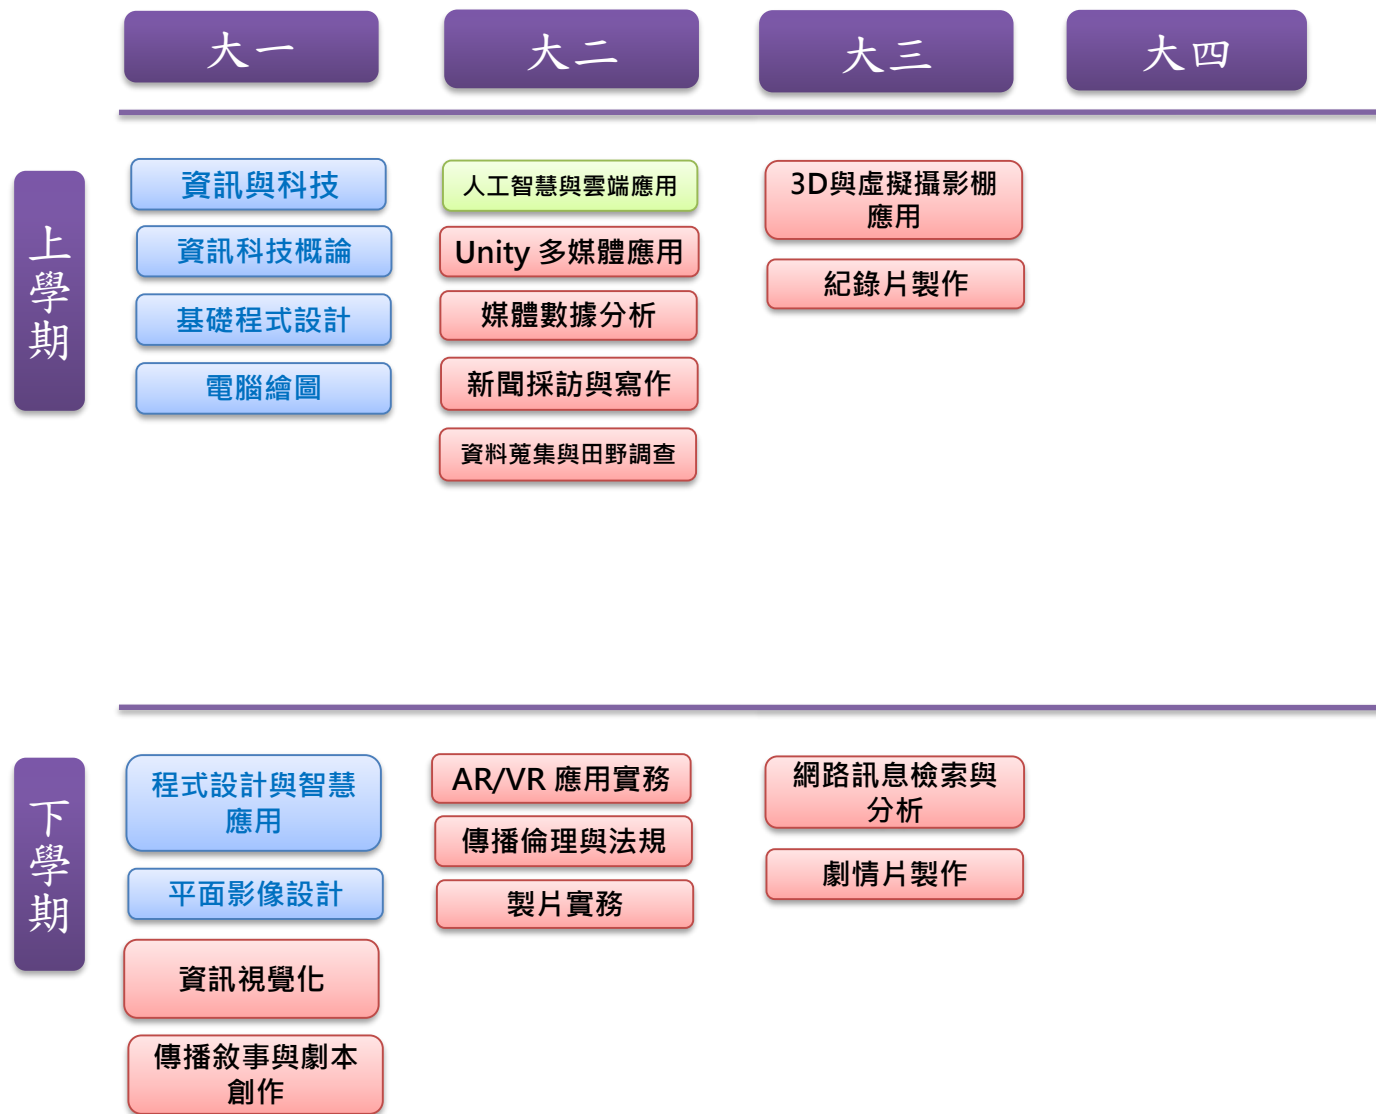 大一
大二
大三
大四
上學期
資訊與科技
資訊科技概論
基礎程式設計
電腦繪圖
人工智慧與雲端應用
Unity 多媒體應用
媒體數據分析
新聞採訪與寫作
資料蒐集與田野調查
3D與虛擬攝影棚
應用
紀錄片製作
下學期
程式設計與智慧
應用
平面影像設計
資訊視覺化
傳播敘事與劇本
創作
AR/VR 應用實務
傳播倫理與法規
製片實務
網路訊息檢索與
分析
劇情片製作